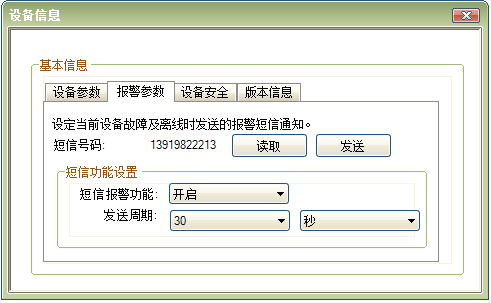 设备信息
基本信息
设备参数 报警参数 设备安全 版本信息
设定当前设备故障及离线时发送的报警短信通知。
短信号码: 13919822213 读取 发送
短信功能设置
短信报警功能: 开启
发送周期: 30 秒